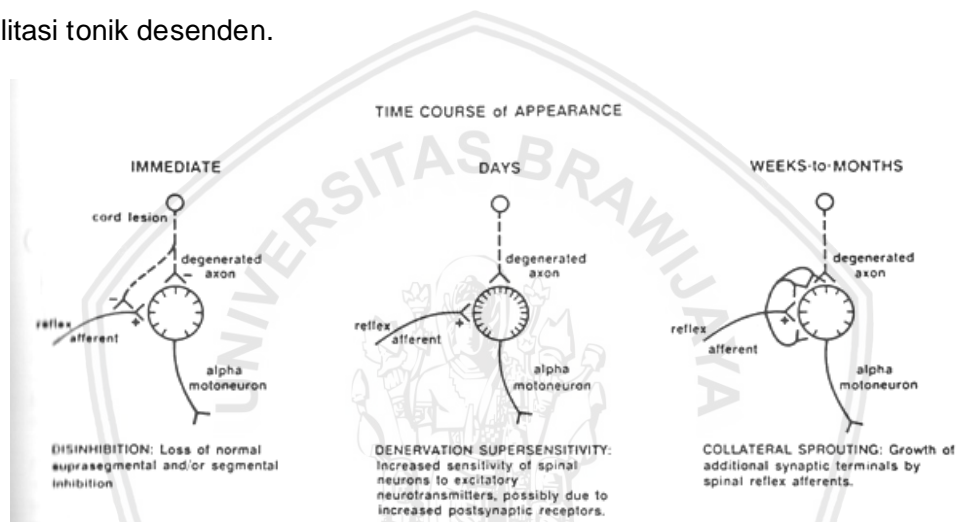 litasi tonik desenden.
TIME COURSE of APPEARANCE
IMMEDIATE
cord lesion
degenerated
axon
–
–
+
reflex
afferent
alpha
motoneuron
DISINHIBITION: Loss of normal
suprasegmental and/or segmental
inhibition
DAYS
degenerated
axon
+
reflex
afferent
alpha
motoneuron
DENERVATION SUPERSENSITIVITY:
Increased sensitivity of spinal
neurons to excitatory
neurotransmitters, possibly due to
increased postsynaptic receptors.
WEEKS-to-MONTHS
degenerated
axon
+
reflex
afferent
alpha
motoneuron
COLLATERAL SPROUTING: Growth of
additional synaptic terminals by
spinal reflex afferents.
UNIVERSITAS BRAWIJAYA